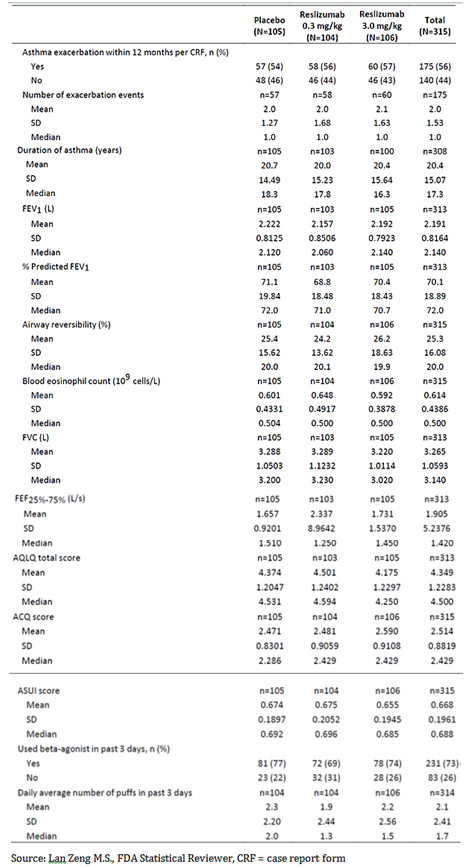 Placebo (N=105) Reslizumab 0.3 mg/kg (N=104) Reslizumab 3.0 mg/kg (N=106) Total (N=315)
Asthma exacerbation within 12 months per CRF, n (%)
Yes 57 (54) 58 (56) 60 (57) 175 (56)
No 48 (46) 46 (44) 46 (43) 140 (44)
Number of exacerbation events n=57 n=58 n=60 n=175
Mean 2.0 2.0 2.1 2.0
SD 1.27 1.68 1.63 1.53
Median 1.0 1.0 1.0 1.0
Duration of asthma (years) n=105 n=103 n=100 n=308
Mean 20.7 20.0 20.4 20.4
SD 14.49 15.23 15.64 15.07
Median 18.3 17.8 16.3 17.3
FEV1 (L) n=105 n=103 n=105 n=313
Mean 2.222 2.157 2.192 2.191
SD 0.8125 0.8506 0.7923 0.8164
Median 2.120 2.060 2.140 2.140
% Predicted FEV1 n=105 n=103 n=105 n=313
Mean 71.1 68.8 70.4 70.1
SD 19.84 18.48 18.43 18.89
Median 72.0 71.0 70.7 72.0
Airway reversibility (%) n=105 n=104 n=106 n=315
Mean 25.4 24.2 26.2 25.3
SD 15.62 13.62 18.63 16.08
Median 20.0 20.1 19.9 20.0
Blood eosinophil count (10^9 cells/L) n=105 n=104 n=106 n=315
Mean 0.601 0.648 0.592 0.614
SD 0.4331 0.4917 0.3878 0.4386
Median 0.504 0.500 0.500 0.500
FVC (L) n=105 n=103 n=105 n=313
Mean 3.288 3.289 3.220 3.265
SD 1.0503 1.1232 1.0114 1.0593
Median 3.200 3.230 3.020 3.140
FEF25%-75% (L/s) n=105 n=103 n=105 n=313
Mean 1.657 2.337 1.731 1.905
SD 0.9201 8.9642 1.5370 5.2376
Median 1.510 1.250 1.450 1.420
AQLQ total score n=105 n=103 n=105 n=313
Mean 4.374 4.501 4.175 4.349
SD 1.2047 1.2402 1.2297 1.2283
Median 4.531 4.594 4.250 4.500
ACQ score n=105 n=104 n=106 n=315
Mean 2.471 2.481 2.590 2.514
SD 0.8301 0.9059 0.9108 0.8819
Median 2.286 2.429 2.429 2.429
ASUI score n=105 n=104 n=106 n=315
Mean 0.674 0.675 0.655 0.668
SD 0.1897 0.2052 0.1945 0.1961
Median 0.692 0.696 0.685 0.688
Used beta-agonist in past 3 days, n (%)
Yes 81 (77) 72 (69) 78 (74) 231 (73)
No 23 (22) 32 (31) 28 (26) 83 (26)
Daily average number of puffs in past 3 days n=104 n=104 n=106 n=314
Mean 2.3 1.9 2.2 2.1
SD 2.20 2.44 2.56 2.41
Median 2.0 1.3 1.5 1.7
Source: Lan Zeng M.S., FDA Statistical Reviewer, CRF = case report form